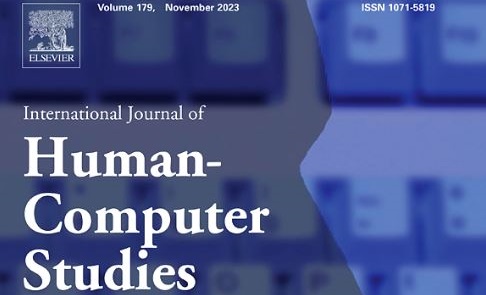 Volume 179, November 2023 ISSN 1071-5819
ELSEVIER
International Journal of
Human-
Computer
Studies